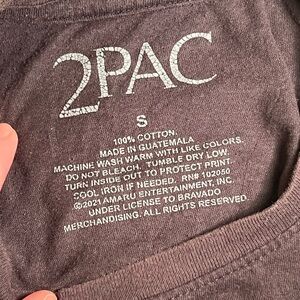 2PAC
S
100% COTTON.
MADE IN GUATEMALA
MACHINE WASH WARM WITH LIKE COLORS.
DO NOT BLEACH. TUMBLE DRY LOW.
TURN INSIDE OUT TO PROTECT PRINT.
COOL IRON IF NEEDED. RN# 102050
©2021 AMARU ENTERTAINMENT, INC.
UNDER LICENSE TO BRAVADO
MERCHANDISING. ALL RIGHTS RESERVED.